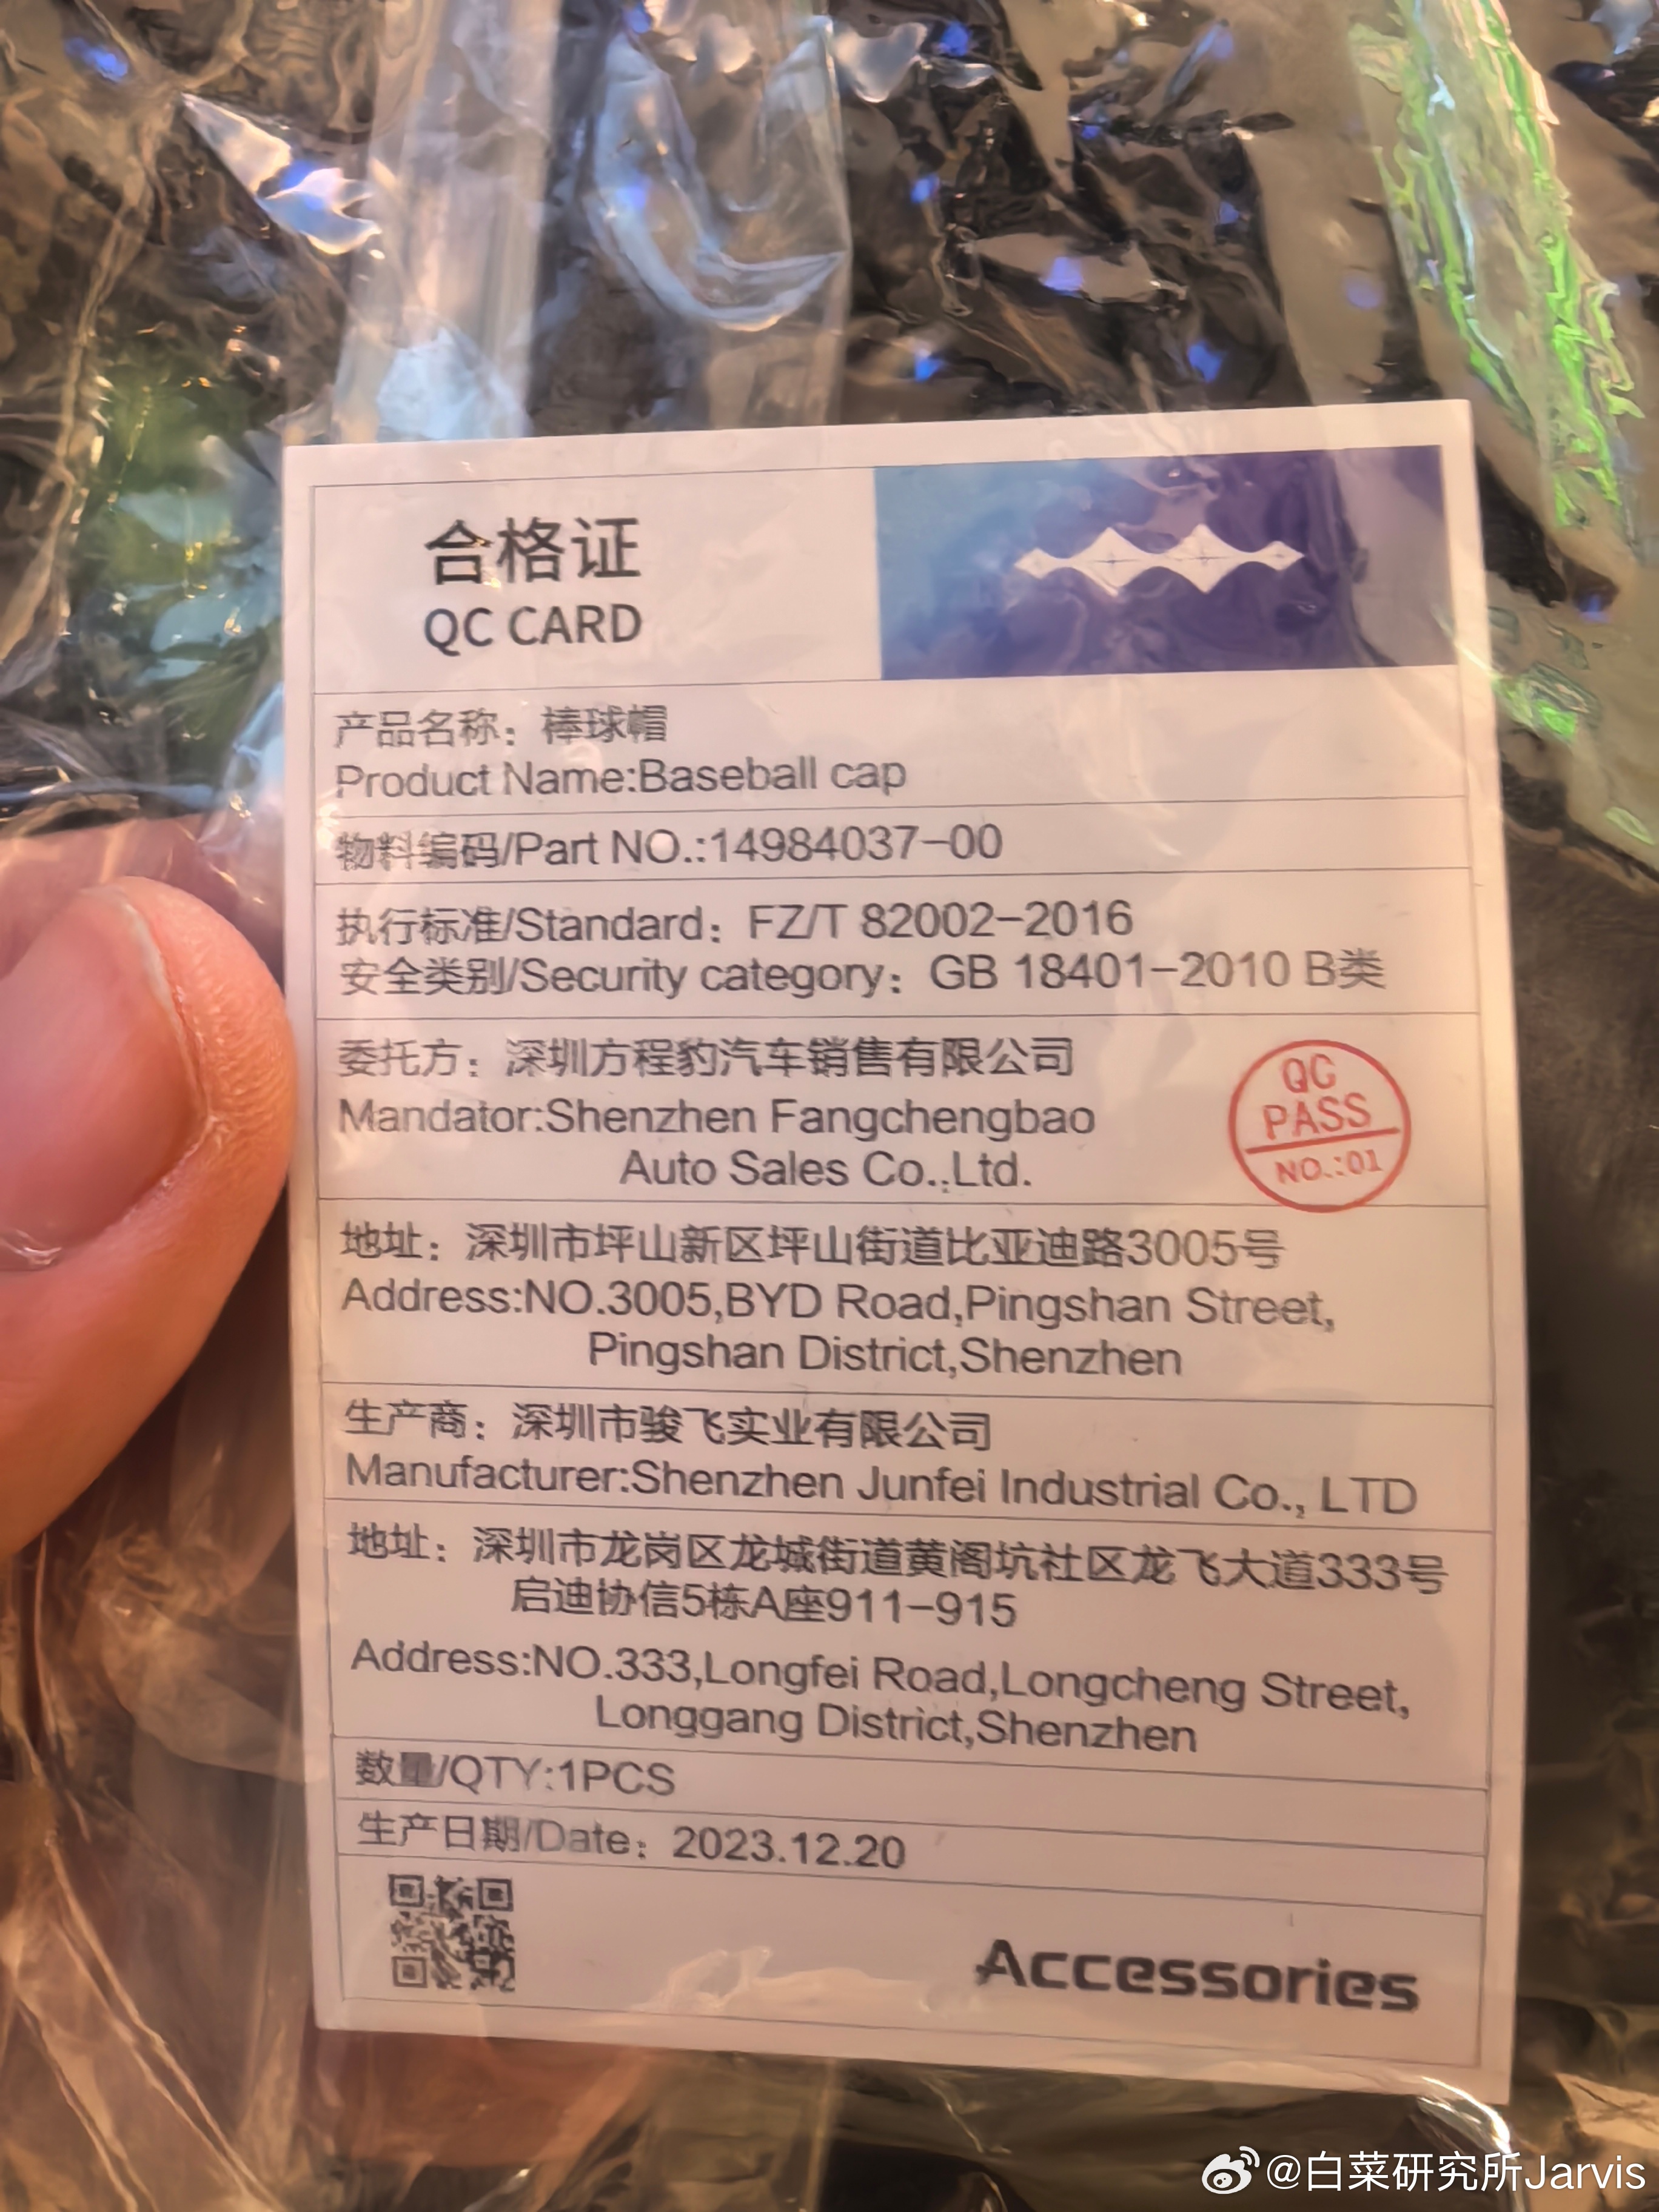 合格证
QC CARD
产品名称：棒球帽
Product Name:Baseball cap
物料编码/Part NO.:14984037-00
执行标准/Standard：FZ/T 82002-2016
安全类别/Security category：GB 18401-2010 B类
委托方：深圳方程豹汽车销售有限公司
Mandator:Shenzhen Fangchengbao
Auto Sales Co.,Ltd.
QC
PASS
NO.:01
地址：深圳市坪山新区坪山街道比亚迪路3005号
Address:NO.3005,BYD Road,Pingshan Street,
Pingshan District,Shenzhen
生产商：深圳市骏飞实业有限公司
Manufacturer:Shenzhen Junfei Industrial Co., LTD
地址：深圳市龙岗区龙城街道黄阁坑社区龙飞大道333号
启迪协信5栋A座911-915
Address:NO.333,Longfei Road,Longcheng Street,
Longgang District,Shenzhen
数量/QTY:1PCS
生产日期/Date：2023.12.20
Accessories
@白菜研究所Jarvis